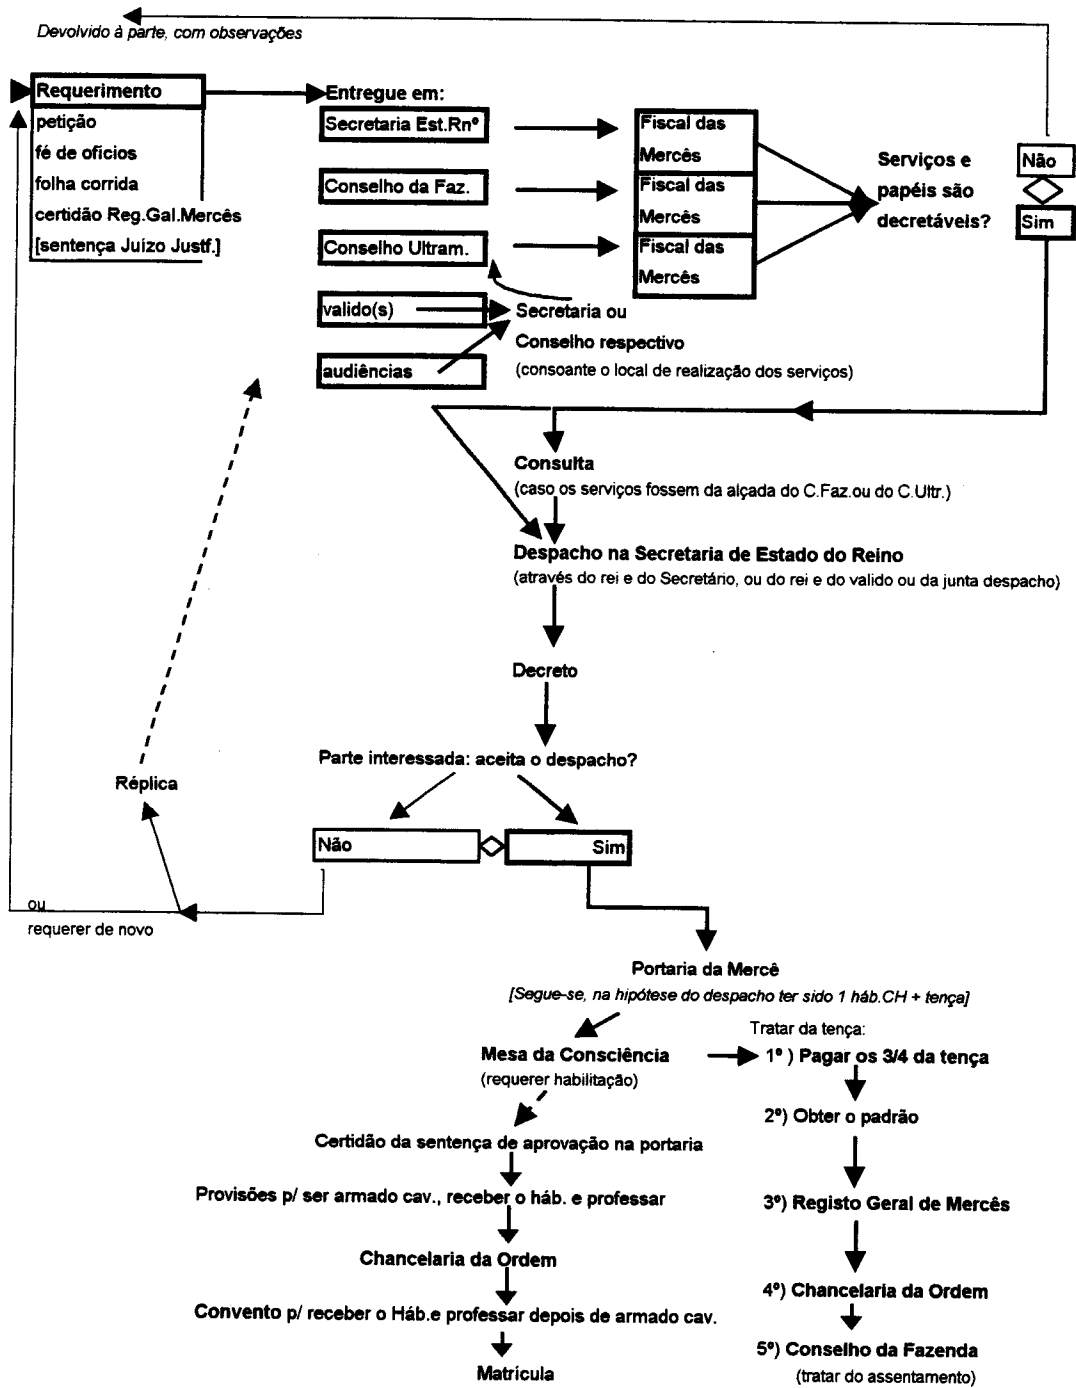 Devolvido à parte, com observações
Requerimento
petição
fé de oficios
folha corrida
certidão Reg.Gal.Mercês
[sentença Juízo Justf.]
Entregue em:
Secretaria Est.Rnº
Conselho da Faz.
Conselho Ultram.
valido(s)
audiências
Fiscal das
Mercês
Fiscal das
Mercês
Fiscal das
Mercês
Serviços e
papéis são
decretáveis?
Não
Sim
Secretaria ou
Conselho respectivo
(consoante o local de realização dos serviços)
Consulta
(caso os serviços fossem da alçada do C.Faz.ou do C.Ultr.)
Despacho na Secretaria de Estado do Reino
(através do rei e do Secretário, ou do rei e do valido ou da junta despacho)
Decreto
Parte interessada: aceita o despacho?
Réplica
Não
Sim
ou
requerer de novo
Portaria da Mercê
[Segue-se, na hipótese do despacho ter sido 1 háb.CH + tença]
Mesa da Consciência
(requerer habilitação)
Certidão da sentença de aprovação na portaria
Provisões p/ ser armado cav., receber o háb. e professar
Chancelaria da Ordem
Convento p/ receber o Háb.e professar depois de armado cav.
Matrícula
Tratar da tença:
1º ) Pagar os 3/4 da tença
2º) Obter o padrão
3º) Registo Geral de Mercês
4º) Chancelaria da Ordem
5º) Conselho da Fazenda
(tratar do assentamento)